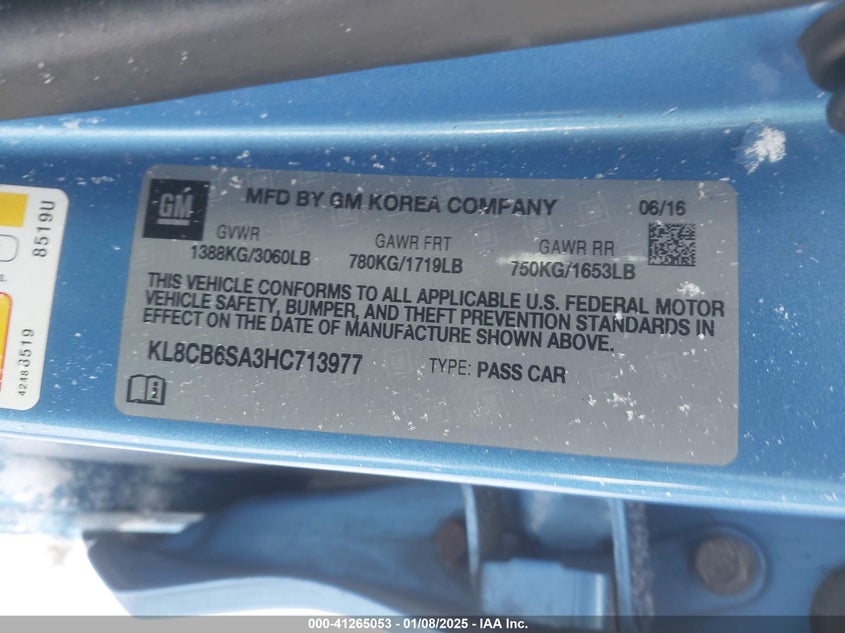 GM
MFD BY GM KOREA COMPANY 06/16
GVWR GAWR FRT GAWR RR
1388KG/3060LB 780KG/1719LB 750KG/1653LB
THIS VEHICLE CONFORMS TO ALL APPLICABLE U.S. FEDERAL MOTOR
VEHICLE SAFETY, BUMPER, AND THEFT PREVENTION STANDARDS IN
EFFECT ON THE DATE OF MANUFACTURE SHOWN ABOVE.
KL8CB6SA3HC713977 TYPE: PASS CAR
8519U
000-41265053 - 01/08/2025 - IAA Inc.